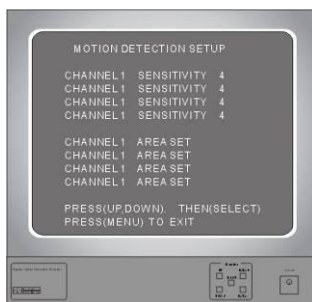 MOTION DETECTION SETUP
CHANNEL1 SENSITIVITY 4
CHANNEL1 SENSITIVITY 4
CHANNEL1 SENSITIVITY 4
CHANNEL1 SENSITIVITY 4
CHANNEL1 AREA SET
CHANNEL1 AREA SET
CHANNEL1 AREA SET
CHANNEL1 AREA SET
PRESS(UP,DOWN). THEN(SELECT)
PRESS(MENU) TO EXIT